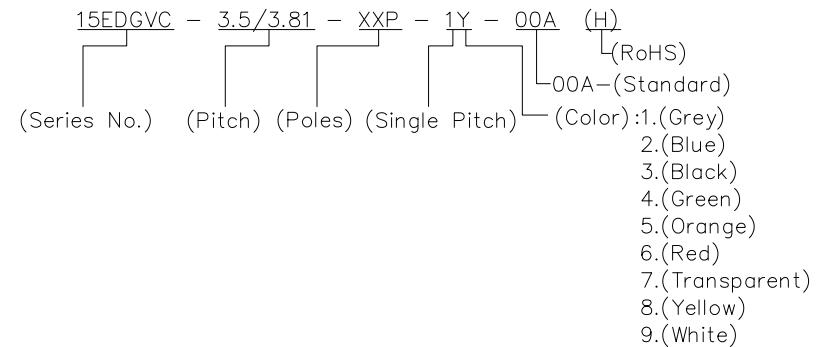 15EDGVC - 3.5/3.81 - XXP - 1Y - 00A (H)
(RoHS)
00A-(Standard)
(Series No.) (Pitch) (Poles) (Single Pitch) (Color):1.(Grey)
2.(Blue)
3.(Black)
4.(Green)
5.(Orange)
6.(Red)
7.(Transparent)
8.(Yellow)
9.(White)